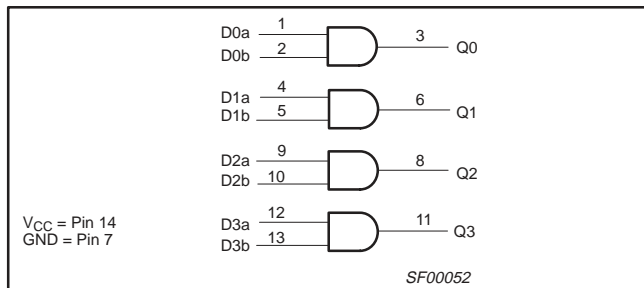 D0a 1
D0b 2
3 Q0
D1a 4
D1b 5
6 Q1
D2a 9
D2b 10
8 Q2
D3a 12
D3b 13
11 Q3
VCC = Pin 14
GND = Pin 7
SF00052